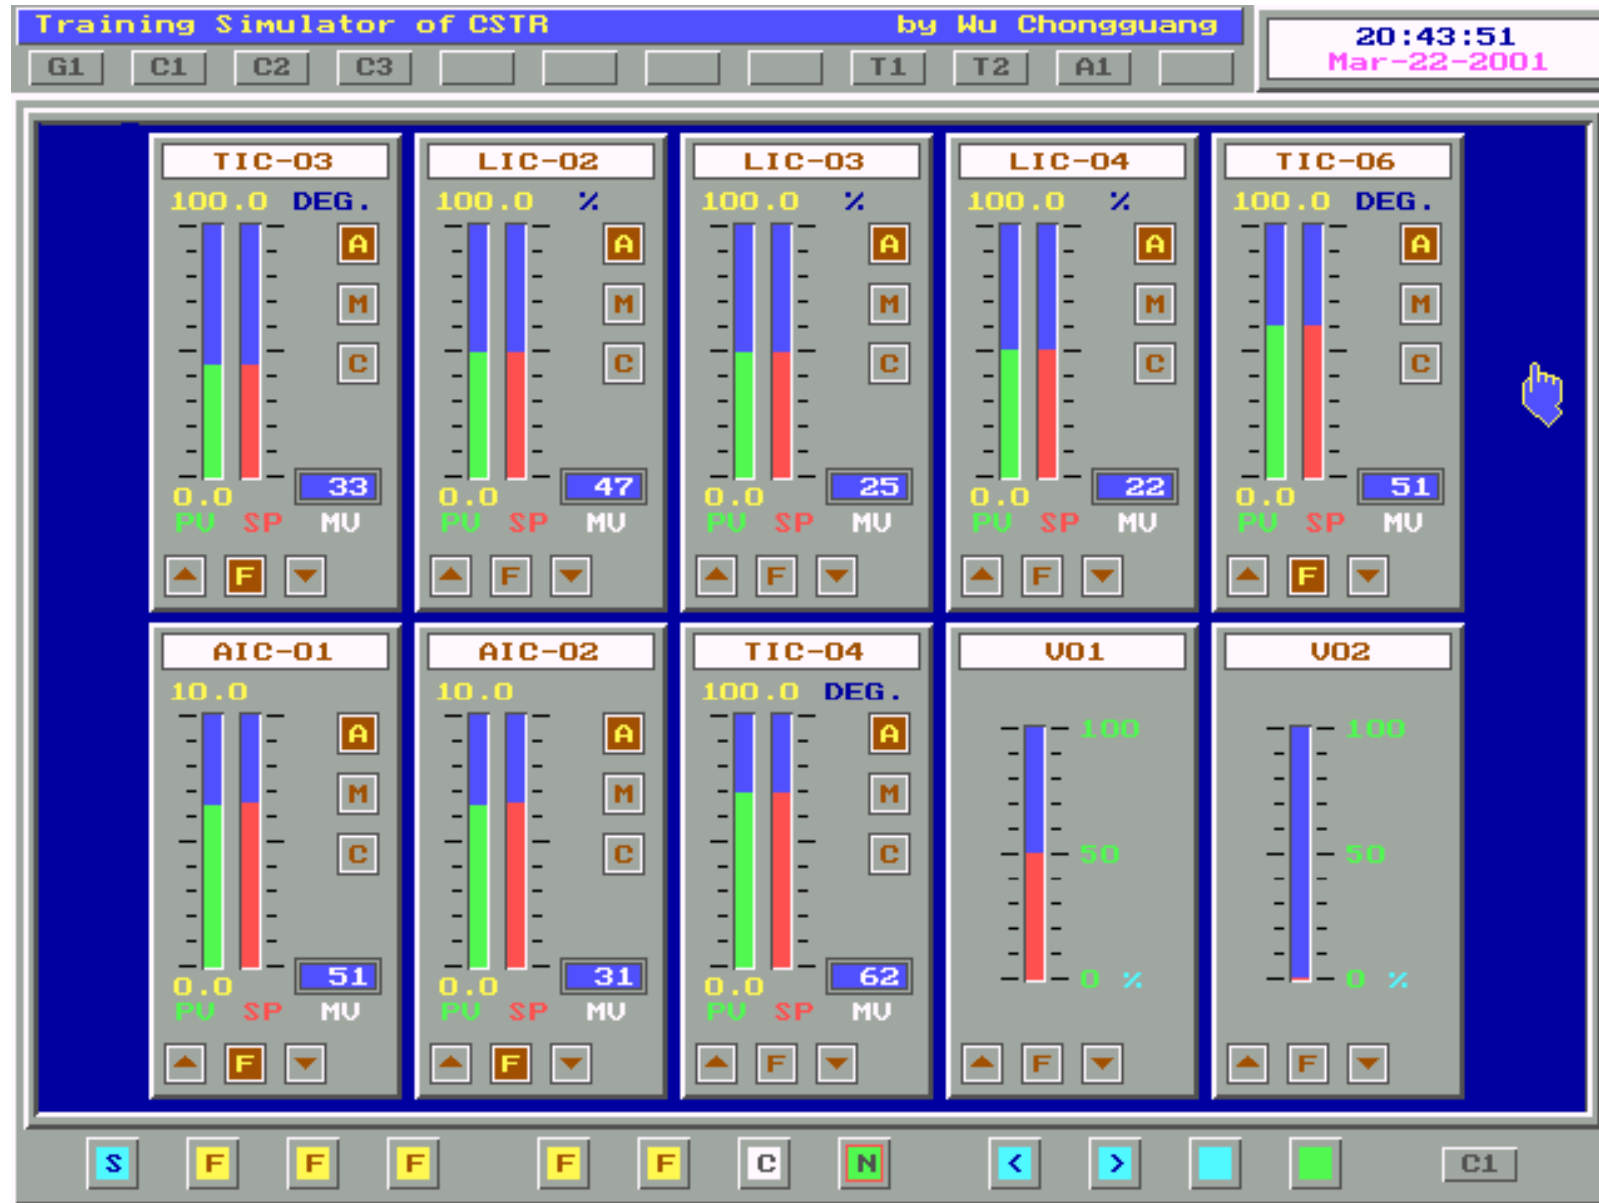 Training Simulator of CSTR by Wu Chongguang
20:43:51
Mar-22-2001
G1 C1 C2 C3 T1 T2 A1
TIC-03 LIC-02 LIC-03 LIC-04 TIC-06
100.0 DEG. 100.0 % 100.0 % 100.0 % 100.0 DEG.
A A A A A
M M M M M
C C C C C
33 47 25 22 51
0.0 0.0 0.0 0.0 0.0
PV SP MV PV SP MV PV SP MV PV SP MV PV SP MV
F F F F F
AIC-01 AIC-02 TIC-04 V01 V02
10.0 10.0 100.0 DEG.
A A A 100 100
M M M
C C C 50 50
51 31 62
0.0 0.0 0.0 0 % 0 %
PV SP MV PV SP MV PV SP MV
F F F F F
S F F F F F C N < > C1